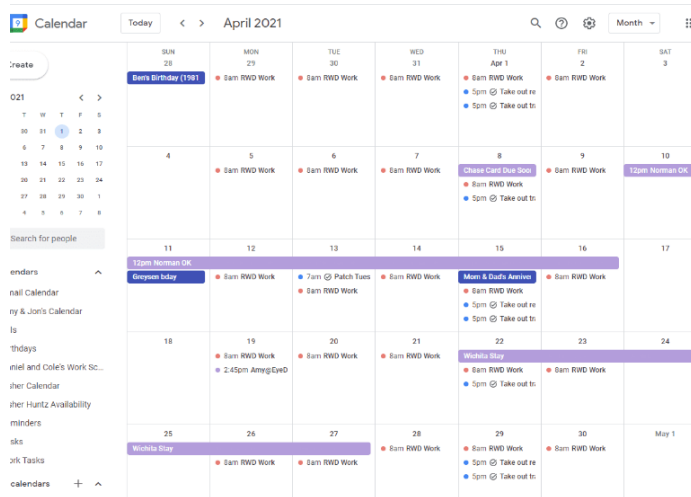 Calendar
Today
April 2021
Month
Create
2021
T W T F S
30 31 1 2 3
6 7 8 9 10
13 14 15 16 17
20 21 22 23 24
27 28 29 30 1
4 5 6 7 8
Search for people
endars
mail Calendar
ny & Jon's Calendar
ls
rthdays
niel and Cole's Work Sc...
sher Calendar
sher Huntz Availability
minders
sks
ork Tasks
calendars
SUN MON TUE WED THU FRI SAT
28 29 30 31 Apr 1 2 3
Ben's Birthday (1981
8am RWD Work
8am RWD Work
8am RWD Work
8am RWD Work
5pm Take out re
5pm Take out tra
8am RWD Work
4 5 6 7 8 9 10
8am RWD Work
8am RWD Work
8am RWD Work
Chase Card Due Soon
8am RWD Work
5pm Take out tra
8am RWD Work
12pm Norman OK
11 12 13 14 15 16 17
12pm Norman OK
Greysen bday
8am RWD Work
7am Patch Tues
8am RWD Work
8am RWD Work
Mom & Dad's Annive
8am RWD Work
5pm Take out re
5pm Take out tra
8am RWD Work
18 19 20 21 22 23 24
8am RWD Work
2:45pm Amy@EyeD
8am RWD Work
8am RWD Work
Wichita Stay
8am RWD Work
5pm Take out tra
8am RWD Work
25 26 27 28 29 30 May 1
Wichita Stay
8am RWD Work
8am RWD Work
8am RWD Work
8am RWD Work
5pm Take out re
5pm Take out tra
8am RWD Work